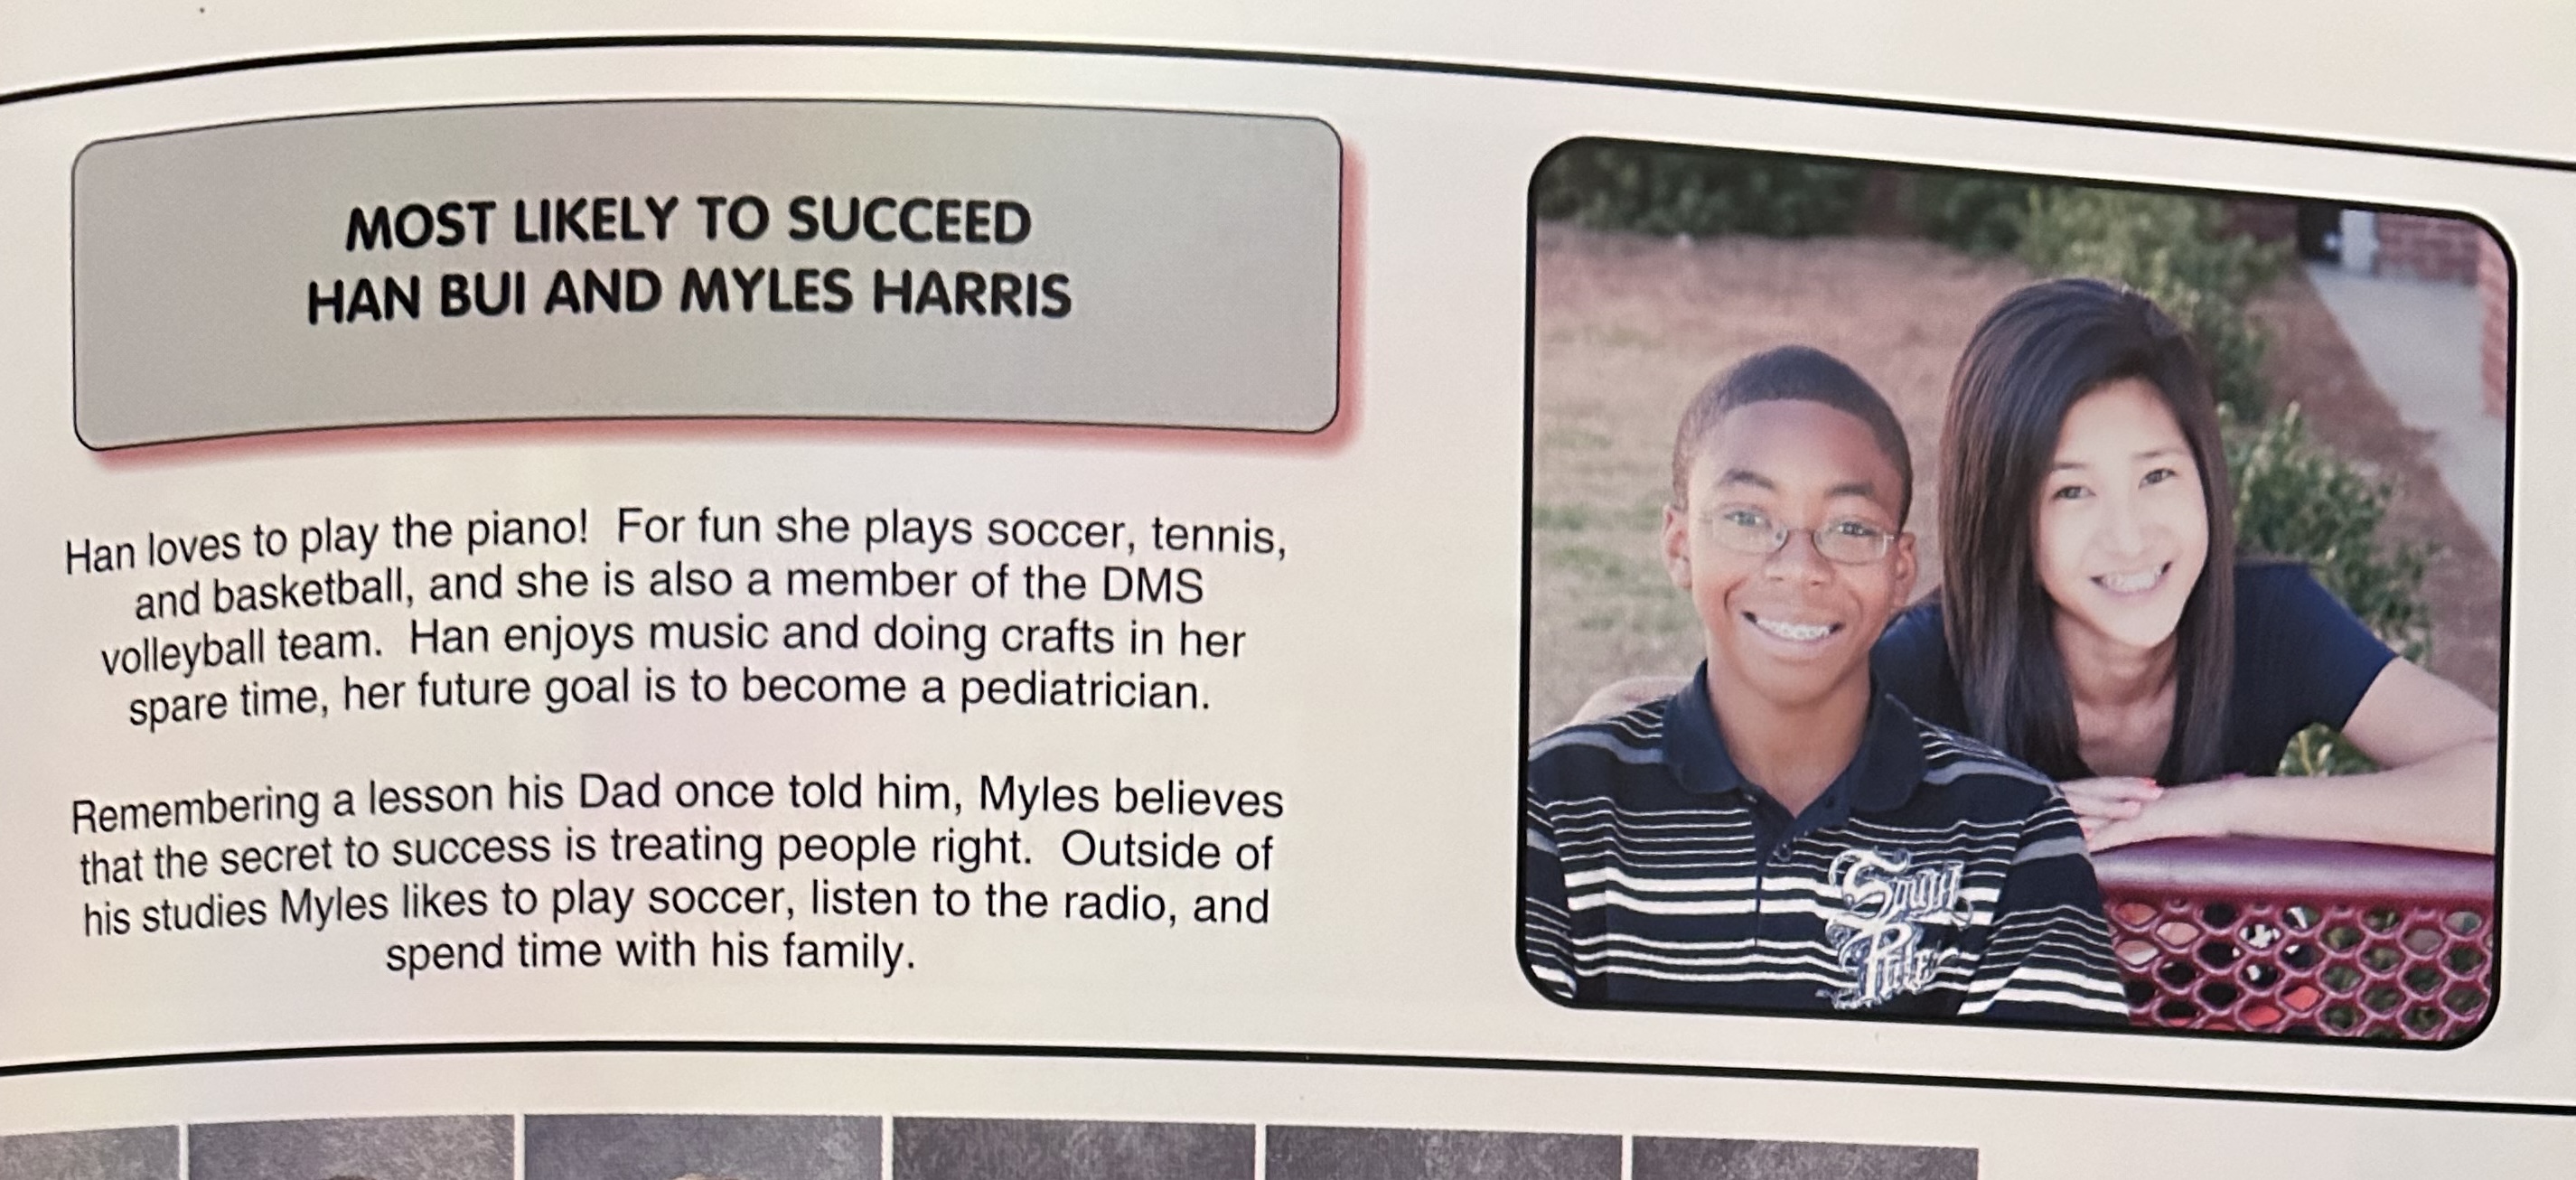 MOST LIKELY TO SUCCEED
HAN BUI AND MYLES HARRIS
Han loves to play the piano!  For fun she plays soccer, tennis,
and basketball, and she is also a member of the DMS
volleyball team.  Han enjoys music and doing crafts in her
spare time, her future goal is to become a pediatrician.
Remembering a lesson his Dad once told him, Myles believes
that the secret to success is treating people right.  Outside of
his studies Myles likes to play soccer, listen to the radio, and
spend time with his family.
South
Pole